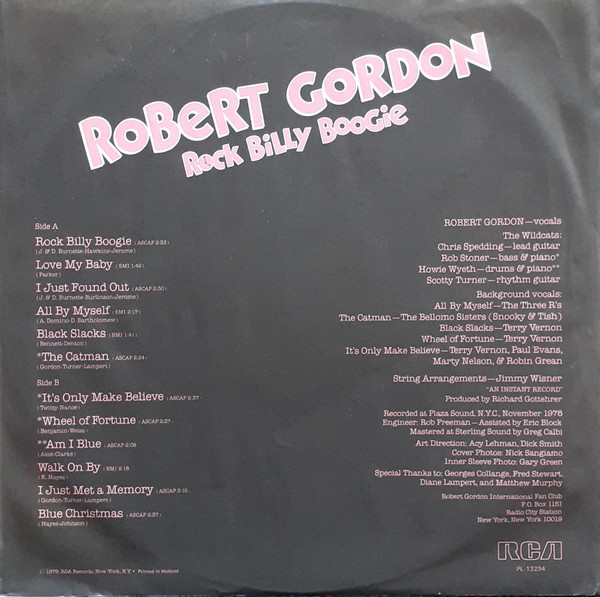 ROBERT GORDON
ROCK BILLY BOOGIE
Side A
Rock Billy Boogie (ASCAP 2:53)
(J. & D. Burnette-Hawkins-Jerome)
Love My Baby (BMI 1:42)
(Parker)
I Just Found Out (ASCAP 2:30)
(J. & D. Burnette-Burlinson-Jerome)
All By Myself (BMI 2:17)
(A. Domino-D. Bartholomew)
Black Slacks (BMI 1:41)
(Bennett-Denton)
*The Catman (ASCAP 2:24)
(Gordon-Turner-Lampert)
Side B
*It's Only Make Believe (ASCAP 2:37)
(Twitty-Nance)
*Wheel of Fortune (ASCAP 2:27)
(Benjamin-Weiss)
**Am I Blue (ASCAP 2:08)
(Akst-Clarke)
Walk On By (BMI 2:18)
(K. Hayes)
I Just Met a Memory (ASCAP 3:15)
(Gordon-Turner-Lampert)
Blue Christmas (ASCAP 2:37)
(Hayes-Johnson)
ROBERT GORDON—vocals
The Wildcats:
Chris Spedding—lead guitar
Rob Stoner—bass & piano*
Howie Wyeth—drums & piano**
Scotty Turner—rhythm guitar
Background vocals:
All By Myself—The Three R's
The Catman—The Bellomo Sisters (Snooky & Tish)
Black Slacks—Terry Vernon
Wheel of Fortune—Terry Vernon
It's Only Make Believe—Terry Vernon, Paul Evans,
Marty Nelson, & Robin Grean
String Arrangements—Jimmy Wisner
"AN INSTANT RECORD"
Produced by Richard Gottehrer
Recorded at Plaza Sound, N.Y.C., November 1978
Engineer: Rob Freeman—Assisted by Eric Block
Mastered at Sterling Sound by Greg Calbi
Art Direction: Acy Lehman, Dick Smith
Cover Photos: Nick Sangiamo
Inner Sleeve Photo: Gary Green
Special Thanks to: Georges Collange, Fred Stewart,
Diane Lampert, and Matthew Murphy
Robert Gordon International Fan Club
P.O. Box 1151
Radio City Station
New York, New York 10019
© 1979, RCA Records, New York, N.Y. • Printed in Holland
RCA
PL-13294